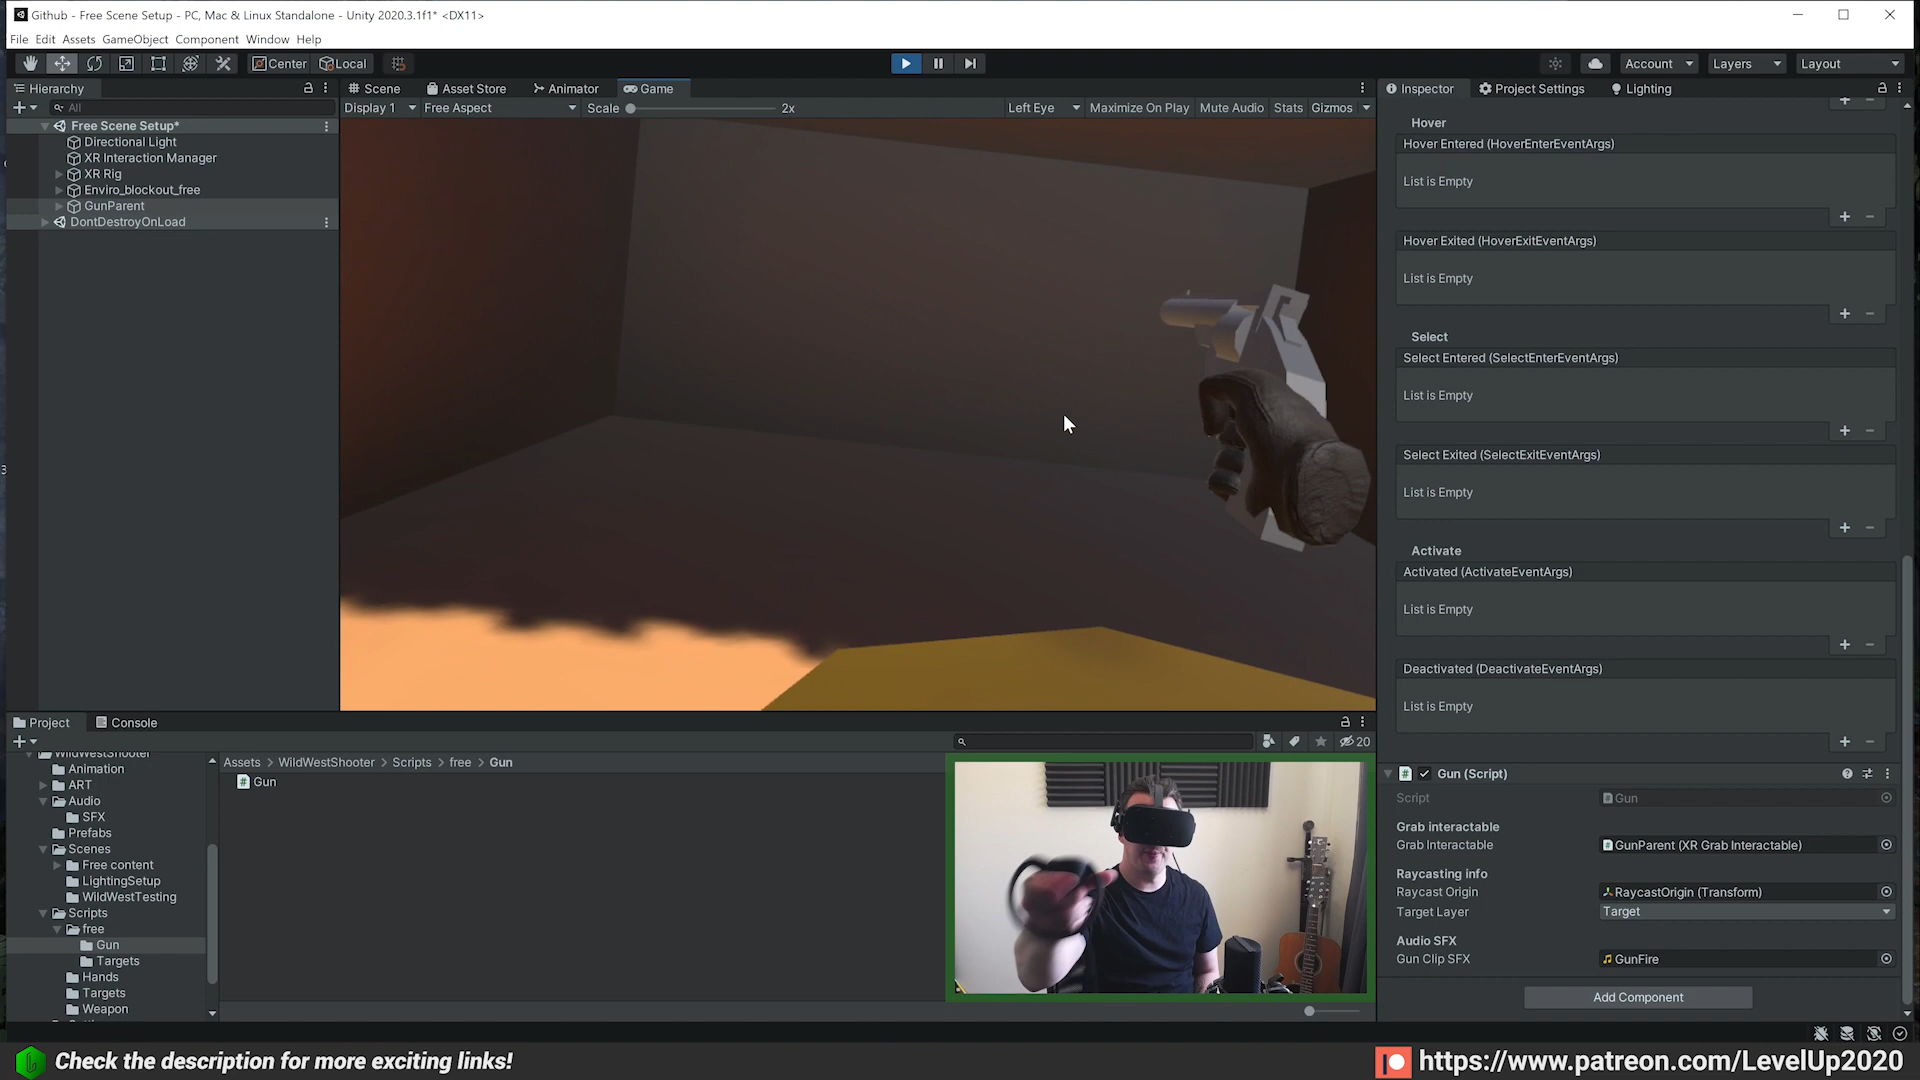 Github - Free Scene Setup - PC, Mac & Linux Standalone - Unity 2020.3.1f1* <DX11>
File Edit Assets GameObject Component Window Help
Center Local Account Layers Layout
Hierarchy
All
Free Scene Setup*
Directional Light
XR Interaction Manager
XR Rig
Enviro_blockout_free
GunParent
DontDestroyOnLoad
Scene Asset Store Animator Game
Display 1 Free Aspect Scale 2x Left Eye Maximize On Play Mute Audio Stats Gizmos
Inspector Project Settings Lighting
Hover
Hover Entered (HoverEnterEventArgs)
List is Empty
Hover Exited (HoverExitEventArgs)
List is Empty
Select
Select Entered (SelectEnterEventArgs)
List is Empty
Select Exited (SelectExitEventArgs)
List is Empty
Activate
Activated (ActivateEventArgs)
List is Empty
Deactivated (DeactivateEventArgs)
List is Empty
Gun (Script)
Script Gun
Grab interactable
Grab Interactable GunParent (XR Grab Interactable)
Raycasting info
Raycast Origin RaycastOrigin (Transform)
Target Layer Target
Audio SFX
Gun Clip SFX GunFire
Add Component
Project Console
20
WildWestShooter
Animation
ART
Audio
SFX
Prefabs
Scenes
Free content
LightingSetup
WildWestTesting
Scripts
free
Gun
Targets
Hands
Targets
Weapon
Assets > WildWestShooter > Scripts > free > Gun
Gun
Check the description for more exciting links!
https://www.patreon.com/LevelUp2020